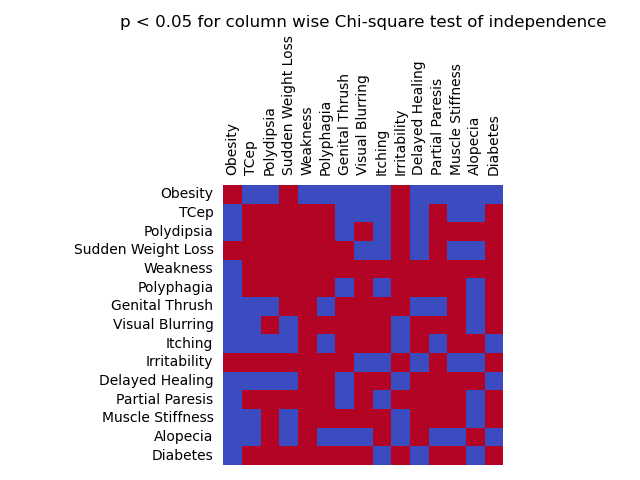 p < 0.05 for column wise Chi-square test of independence
Obesity
TCep
Polydipsia
Sudden Weight Loss
Weakness
Polyphagia
Genital Thrush
Visual Blurring
Itching
Irritability
Delayed Healing
Partial Paresis
Muscle Stiffness
Alopecia
Diabetes
Obesity
TCep
Polydipsia
Sudden Weight Loss
Weakness
Polyphagia
Genital Thrush
Visual Blurring
Itching
Irritability
Delayed Healing
Partial Paresis
Muscle Stiffness
Alopecia
Diabetes